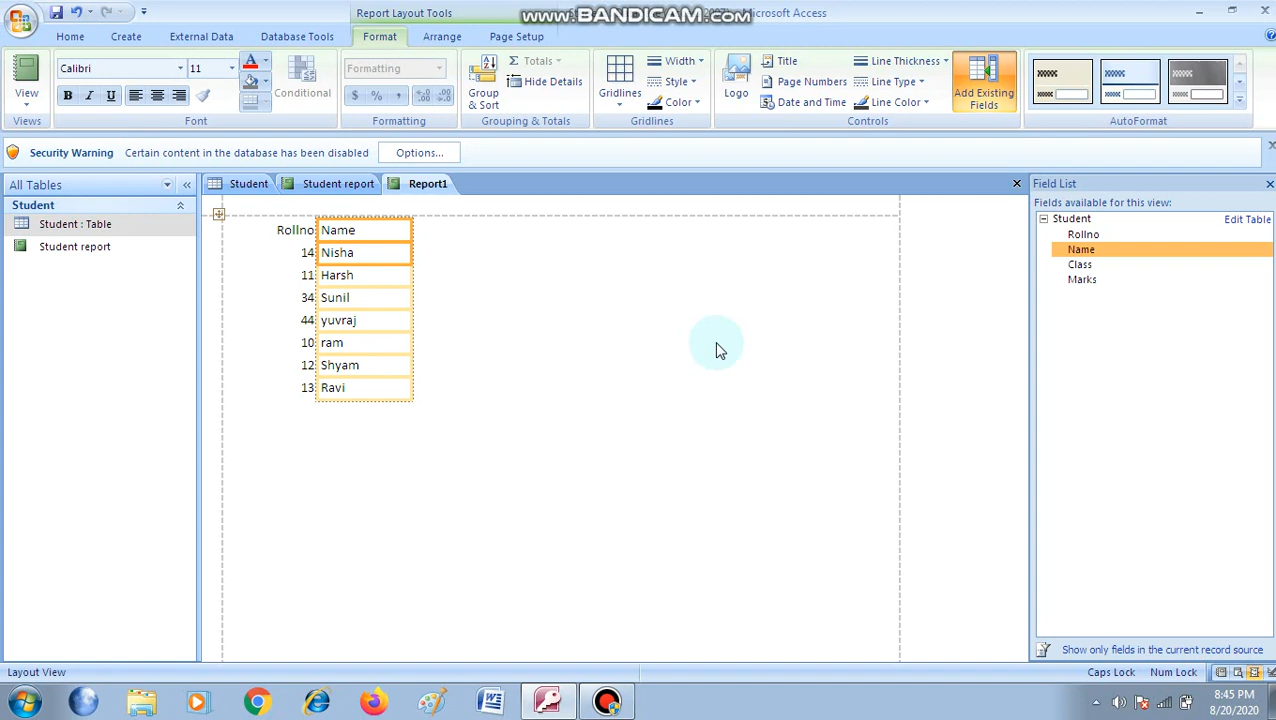 Report Layout Tools
www.BANDICAM.com
Microsoft Access
Home
Create
External Data
Database Tools
Format
Arrange
Page Setup
View
Views
Calibri
11
B I U
Font
Conditional
Formatting
$ % ,
Formatting
Group
& Sort
Σ Totals
Hide Details
Grouping & Totals
Gridlines
Width
Style
Color
Gridlines
Logo
Title
Page Numbers
Date and Time
Line Thickness
Line Type
Line Color
Controls
Add Existing
Fields
AutoFormat
Security Warning
Certain content in the database has been disabled
Options...
All Tables
Student
Student : Table
Student report
Student
Student report
Report1
Rollno Name
14 Nisha
11 Harsh
34 Sunil
44 yuvraj
10 ram
12 Shyam
13 Ravi
Field List
Fields available for this view:
Student
Edit Table
Rollno
Name
Class
Marks
Show only fields in the current record source
Layout View
Caps Lock
Num Lock
8:45 PM
8/20/2020